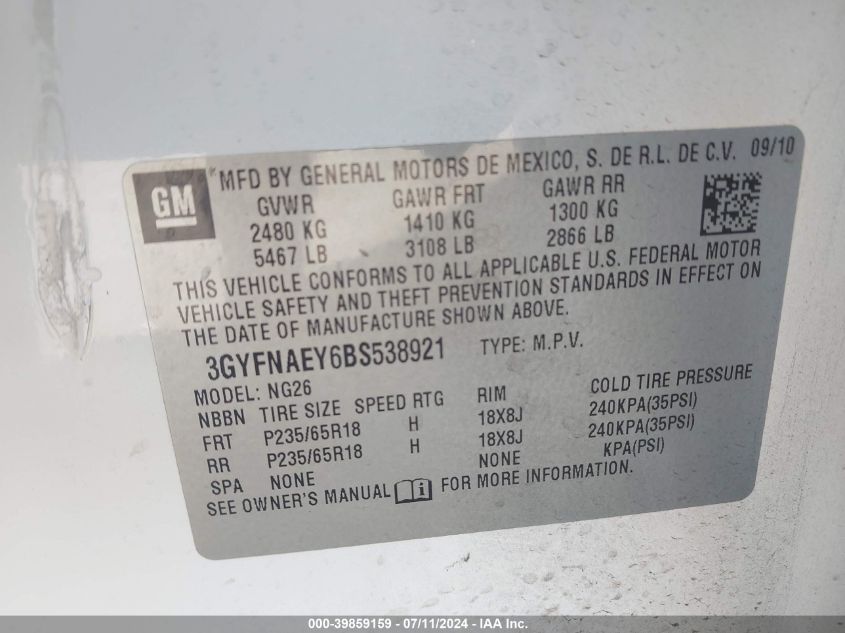 GM
*MFD BY GENERAL MOTORS DE MEXICO, S. DE R.L. DE C.V. 09/10
GVWR GAWR FRT GAWR RR
2480 KG 1410 KG 1300 KG
5467 LB 3108 LB 2866 LB
THIS VEHICLE CONFORMS TO ALL APPLICABLE U.S. FEDERAL MOTOR
VEHICLE SAFETY AND THEFT PREVENTION STANDARDS IN EFFECT ON
THE DATE OF MANUFACTURE SHOWN ABOVE.
3GYFNAEY6BS538921 TYPE: M.P.V.
MODEL: NG26
NBBN TIRE SIZE SPEED RTG RIM COLD TIRE PRESSURE
FRT P235/65R18 H 18X8J 240KPA(35PSI)
RR P235/65R18 H 18X8J 240KPA(35PSI)
SPA NONE NONE KPA(PSI)
SEE OWNER'S MANUAL i FOR MORE INFORMATION.
000-39859159 - 07/11/2024 - IAA Inc.